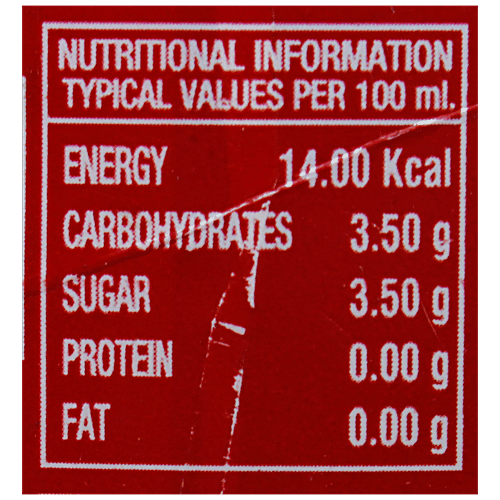 NUTRITIONAL INFORMATION
TYPICAL VALUES PER 100 ml.
ENERGY 14.00 Kcal
CARBOHYDRATES 3.50 g
SUGAR 3.50 g
PROTEIN 0.00 g
FAT 0.00 g